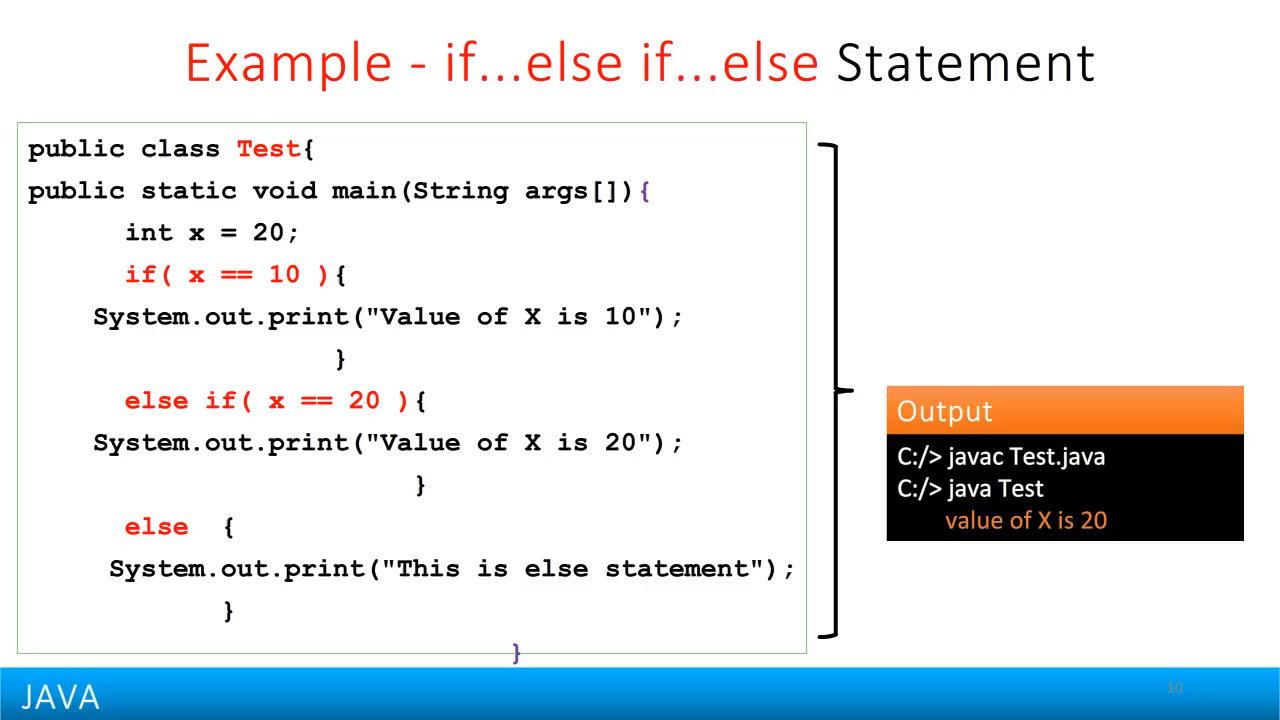 Example - if...else if...else Statement
public class Test{
public static void main(String args[]){
int x = 20;
if( x == 10 ){
System.out.print("Value of X is 10");
}
else if( x == 20 ){
System.out.print("Value of X is 20");
}
else {
System.out.print("This is else statement");
}
}
Output
C:/> javac Test.java
C:/> java Test
value of X is 20
JAVA
10